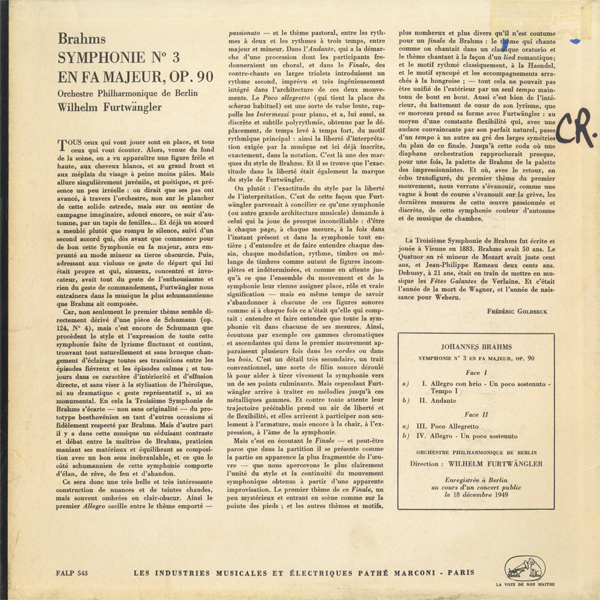 Brahms
SYMPHONIE No 3
EN FA MAJEUR, OP. 90
Orchestre Philharmonique de Berlin
Wilhelm Furtwängler
TOUS ceux qui vont jouer sont en place, et tous
ceux qui vont écouter. Alors, venue du fond
de la scène, on a vu apparaître une figure frêle et
haute, aux cheveux blancs, et au grand front et
aux méplats du visage à peine moins pâles. Mais
allure singulièrement juvénile, et poétique, et pré-
sence un peu irréelle : on dirait que ses pas ont
avancé, à travers l'orchestre, non sur le plancher
de cette solide estrade, mais sur un sentier de
campagne imaginaire, adouci encore, ce soir d'au-
tomne, par un tapis de feuilles... Et déjà un accord
a meublé plutôt que rompu le silence, suivi d'un
second accord qui, dès avant que commence pour
de bon cette Symphonie en fa majeur, aura em-
prunté au mode mineur sa tierce obscurcie. Puis,
adressant aux violons ce geste de départ qui lui
était propre et qui, sinueux, concentré et invo-
cateur, avait tout du geste de l'enthousiasme et
rien du geste de commandement, Furtwängler nous
entraînera dans la musique la plus schumannienne
que Brahms ait composée.
Car, non seulement le premier thème semble di-
rectement dérivé d'une pièce de Schumann (op.
124, No 4), mais c'est encore de Schumann que
procèdent le style et l'expression de toute cette
symphonie faite de lyrisme fluctuant et continu,
trouvant tout naturellement et sans brusque chan-
gement d'éclairage toutes ses transitions entre les
épisodes fiévreux et les épisodes calmes ; et tou-
jours dans ce caractère d'intériorité et d'effusion
directe, et sans viser à la stylisation de l'héroïque,
ni au dramatique « geste représentatif », ni au
monumental. En cela la Troisième Symphonie de
Brahms s'écarte — non sans originalité — du pro-
totype beethovénien en tant d'autres occasions si
fidèlement respecté par Brahms. Mais d'autre part
il y a dans cette musique un séduisant contraste
et débat entre la maîtrise de Brahms, praticien
maniant ses matériaux et équilibrant sa composi-
tion avec un bon sens inébranlable, et ce que le
côté schumannien de cette symphonie comporte
d'élan, de rêve, de feu et d'abandon.
Ce sera donc une très belle et très intéressante
construction de nuances et de teintes chaudes,
mais souvent ombrées en clair-obscur. Ainsi le
premier Allegro oscille entre le thème emporté —
passionato — et le thème pastoral, entre les ryth-
mes à deux et les rythmes à trois temps, entre
majeur et mineur. Dans l'Andante, qui a la démar-
che d'une procession dont les participants fre-
donneraient un choral, et dans le Finale, des
contre-chants en larges triolets introduisent un
rythme second, imprévu et très ingénieusement
intégré dans l'architecture de ces deux mouve-
ments. Le Poco allegretto (qui tient la place du
scherzo habituel) est une sorte de valse lente, rap-
pelle les Intermezzi pour piano, et a, lui aussi, sa
discrète et subtile polyrythmie, obtenue par le dé-
placement, de temps levé à temps fort, du motif
rythmique principal : ainsi la liberté d'interpréta-
tion exigée par la musique est ici déjà inscrite,
exactement, dans la notation. C'est là une des mar-
ques du style de Brahms. Et il se trouve que l'exac-
titude dans la liberté était également la marque
du style de Furtwängler.
Ou plutôt : l'exactitude du style par la liberté
de l'interprétation. C'est de cette façon que Furt-
wängler parvenait à concilier ce qu'une symphonie
(ou autre grande architecture musicale) demande à
celui qui la joue de presque inconciliable : d'être
à chaque page, à chaque mesure, à la fois dans
l'instant présent et dans la symphonie tout en-
tière ; d'entendre et de faire entendre chaque des-
sin, chaque modulation, rythme, timbre ou mé-
lange de timbres comme autant de figures incom-
plètes et indéterminées, et comme en attente jus-
qu'à ce que l'ensemble du mouvement et de la
symphonie leur vienne assigner place, rôle et vraie
signification — mais en même temps de savoir
s'abandonner à chacune de ces figures sonores
comme si à chaque fois ce n'était qu'elle qui comp-
tait : entendre et faire entendre que toute la sym-
phonie vit dans chacune de ses mesures. Ainsi,
écoutons par exemple ces gammes chromatiques
et ascendantes qui dans le premier mouvement ap-
paraissent plusieurs fois dans les cordes ou dans
les bois. C'est un détail très secondaire, un trait
conventionnel, une sorte de filin sonore déroulé
là pour aider à tirer vivement la symphonie vers
un de ses points culminants. Mais cependant Furt-
wängler arrive à traiter en mélodies jusqu'à ces
métalliques gammes. Et contre toute attente leur
trajectoire préétablie prend un air de liberté et
de flexibilité, et elles arrivent à participer non seu-
lement à l'armature, mais encore à la chair, à l'ex-
pression, à l'âme de la symphonie.
Mais c'est en écoutant le Finale — et peut-être
parce que dans la partition il se présente comme
la partie en apparence la plus fragmentée de l'œu-
vre — que nous apercevrons le plus clairement
l'unité du style et la continuité du mouvement
symphonique obtenus à partir d'une apparente
improvisation. Le premier thème de ce Finale, un
peu mystérieux et entrant en scène comme sur la
pointe des pieds ; et les autres thèmes et motifs,
plus nombreux et plus divers qu'il n'est coutume
pour un finale de Brahms : le thème qui chante
comme on chantait dans un classique oratorio et
le thème chantant à la façon d'un lied romantique ;
et le motif rythmé classiquement, à la Haendel,
et le motif syncopé et les accompagnements arra-
chés à la hongroise ; — tout cela ne pouvait pas
être unifié de l'extérieur par un seul tempo main-
tenu de bout en bout. Aussi c'est bien de l'inté-
rieur, du battement de cœur de son lyrisme, que
ce morceau prend sa forme avec Furtwängler : au
moyen d'une constante flexibilité qui, avec une
audace convaincante par son parfait naturel, passe
d'un tempo à un autre au gré des larges symétries
du plan de ce finale. Jusqu'à cette coda où une
diaphane orchestration rapprocherait presque,
pour une fois, la palette de Brahms de la palette
des impressionnistes. Et où, avec le retour, en
écho transfiguré, du premier thème du premier
mouvement, nous verrons s'évanouir, comme une
vague à bout de course s'évanouit sur la grève, les
dernières mesures de cette œuvre passionnée et
discrète, de cette symphonie couleur d'automne
et de musique de chambre.
La Troisième Symphonie de Brahms fut écrite et
jouée à Vienne en 1883. Brahms avait 50 ans. Le
Quatuor en ré mineur de Mozart avait juste cent
ans, et Jean-Philippe Rameau deux cents ans.
Debussy, à 21 ans, était en train de mettre en mu-
sique les Fêtes Galantes de Verlaine. Et c'était
l'année de la mort de Wagner, et l'année de nais-
sance pour Webern.
FRÉDÉRIC GOLDBECK
CR.
JOHANNES BRAHMS
SYMPHONIE No 3 EN FA MAJEUR, OP. 90
Face I
a) I. Allegro con brio - Un poco sostenuto -
Tempo I
b) II. Andante
Face II
a) III. Poco Allegretto
b) IV. Allegro - Un poco sostenuto
ORCHESTRE PHILHARMONIQUE DE BERLIN
Direction : WILHELM FURTWÄNGLER
Enregistrée à Berlin
au cours d'un concert public
le 18 décembre 1949
FALP 543
LES INDUSTRIES MUSICALES ET ÉLECTRIQUES PATHÉ MARCONI - PARIS
LA VOIX DE SON MAITRE